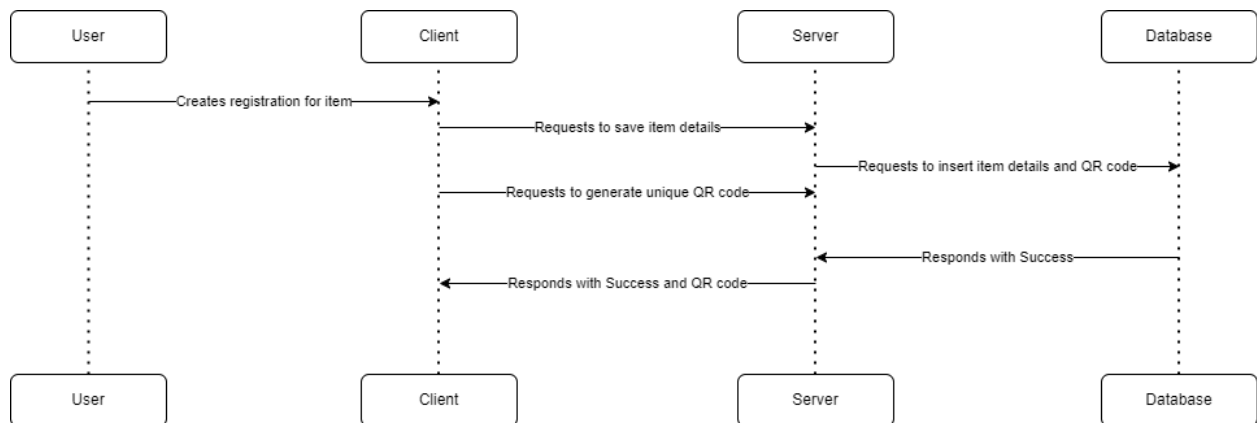 User
Client
Server
Database
Creates registration for item
Requests to save item details
Requests to insert item details and QR code
Requests to generate unique QR code
Responds with Success
Responds with Success and QR code
User
Client
Server
Database